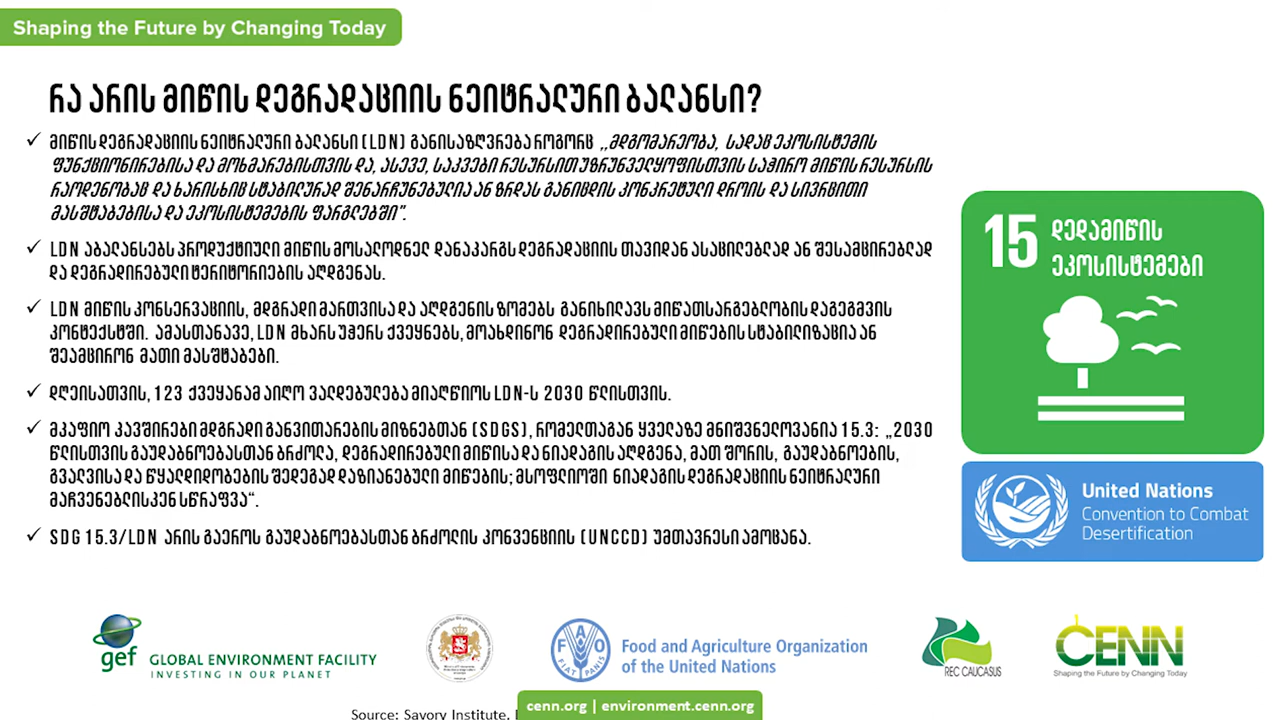 Shaping the Future by Changing Today
რა არის მიწის დეგრადაციის ნეიტრალური ბალანსი?
✓ მიწის დეგრადაციის ნეიტრალური ბალანსი (LDN) განისაზღვრება როგორც ,,მდგომარეობა, სადაც ეკოსისტემის
ფუნქციონირებისა და მოხმარებისთვის და, ასევე, საკვები რესურსით უზრუნველყოფისთვის საჭირო მიწის რესურსის
რაოდენობაც და ხარისხიც სტაბილურად შენარჩუნებულია ან ზრდას განიცდის კონკრეტული დროის და სივრცითი
მასშტაბებისა და ეკოსისტემების ფარგლებში".
✓ LDN აბალანსებს პროდუქტიული მიწის მოსალოდნელ დანაკარგს დეგრადაციის თავიდან ასაცილებლად ან შესამცირებლად
და დეგრადირებული ტერიტორიების აღდგენას.
✓ LDN მიწის კონსერვაციის, მდგრადი მართვისა და აღდგენის ზომებს განიხილავს მიწათსარგებლობის დაგეგმვის
კონტექსტში. ამასთანავე, LDN მხარს უჭერს ქვეყნებს, მოახდინონ დეგრადირებული მიწების სტაბილიზაცია ან
შეამცირონ მათი მასშტაბები.
✓ დღეისათვის, 123 ქვეყანამ აიღო ვალდებულება მიაღწიოს LDN-ს 2030 წლისთვის.
✓ მკაფიო კავშირები მდგრადი განვითარების მიზნებთან (SDGS), რომელთაგან ყველაზე მნიშვნელოვანია 15.3: „2030
წლისთვის გაუდაბნოებასთან ბრძოლა, დეგრადირებული მიწისა და ნიადაგის აღდგენა, მათ შორის, გაუდაბნოების,
გვალვისა და წყალდიდობების შედეგად დაზიანებული მიწების; მსოფლიოში ნიადაგის დეგრადაციის ნეიტრალური
მაჩვენებლისკენ სწრაფვა“.
✓ SDG 15.3/LDN არის გაეროს გაუდაბნოებასთან ბრძოლის კონვენციის (UNCCD) უმთავრესი ამოცანა.
15 დედამიწის
ეკოსისტემები
United Nations
Convention to Combat
Desertification
gef GLOBAL ENVIRONMENT FACILITY
INVESTING IN OUR PLANET
FAO
FIAT PANIS
Food and Agriculture Organization
of the United Nations
REC CAUCASUS
CENN
Shaping the Future by Changing Today
Source: Savory Institute,
cenn.org | environment.cenn.org